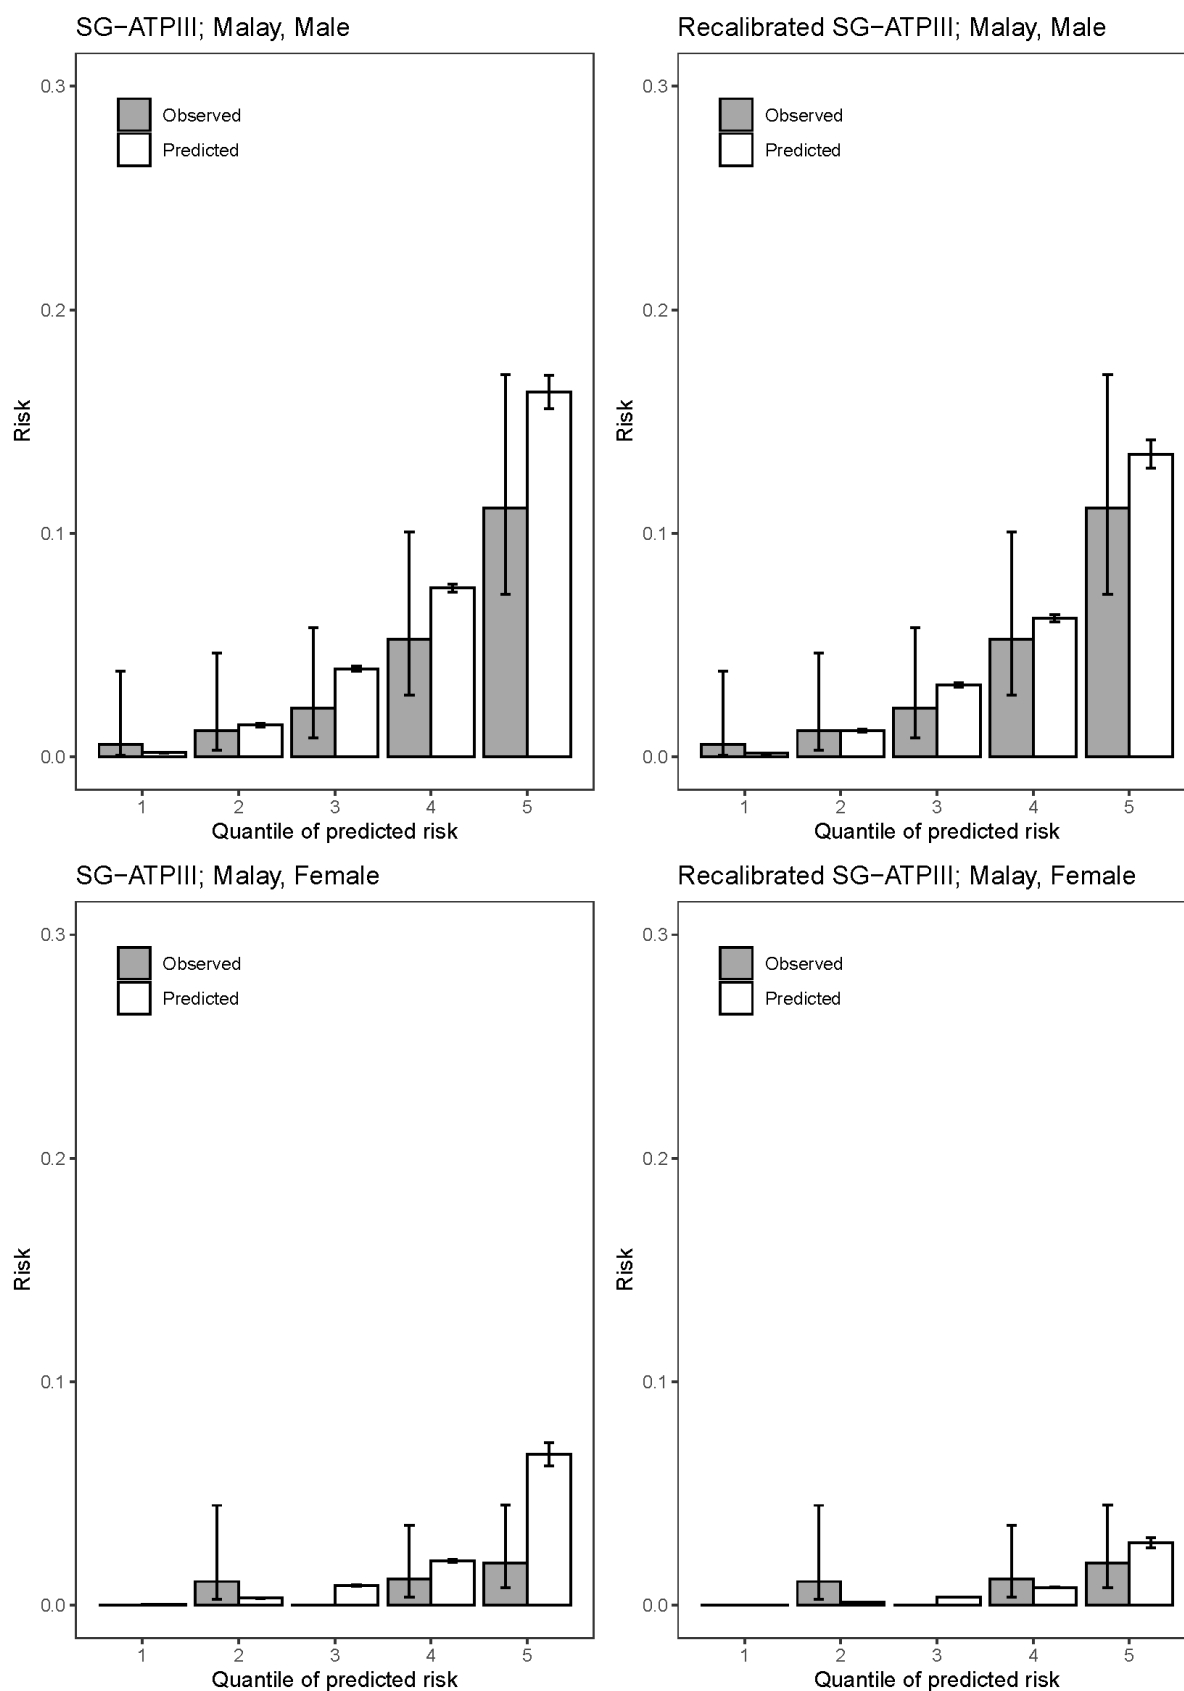 SG−ATPIII; Malay, Male
0.3
Observed
Predicted
0.2
Risk
0.1
0.0
1 2 3 4 5
Quantile of predicted risk
Recalibrated SG−ATPIII; Malay, Male
0.3
Observed
Predicted
0.2
Risk
0.1
0.0
1 2 3 4 5
Quantile of predicted risk
SG−ATPIII; Malay, Female
0.3
Observed
Predicted
0.2
Risk
0.1
0.0
1 2 3 4 5
Quantile of predicted risk
Recalibrated SG−ATPIII; Malay, Female
0.3
Observed
Predicted
0.2
Risk
0.1
0.0
1 2 3 4 5
Quantile of predicted risk